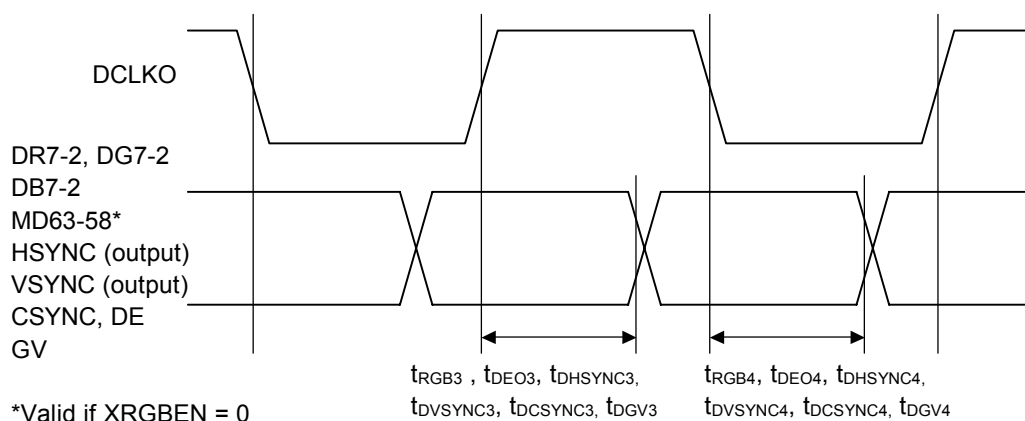 DCLKO
DR7-2, DG7-2
DB7-2
MD63-58*
HSYNC (output)
VSYNC (output)
CSYNC, DE
GV
tRGB3 , tDEO3, tDHSYNC3,
tDVSYNC3, tDCSYNC3, tDGV3
tRGB4, tDEO4, tDHSYNC4,
tDVSYNC4, tDCSYNC4, tDGV4
*Valid if XRGBEN = 0